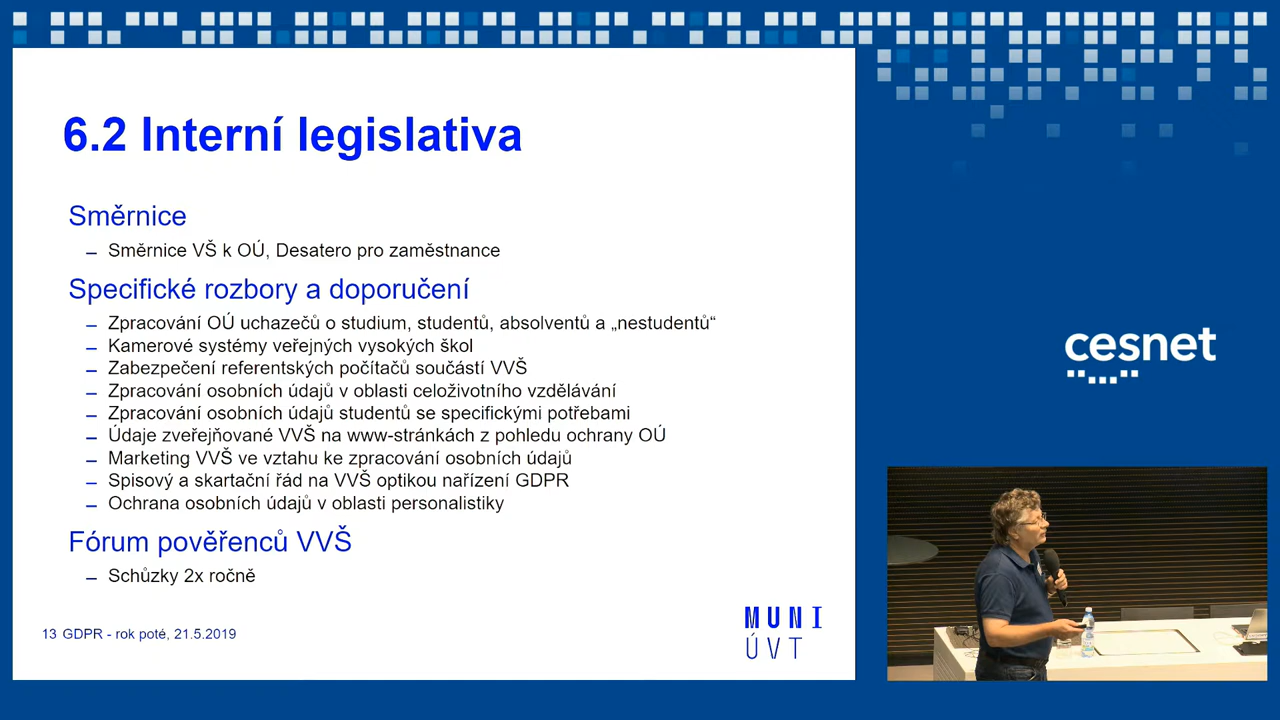 6.2 Interní legislativa
Směrnice
– Směrnice VŠ k OÚ, Desatero pro zaměstnance
Specifické rozbory a doporučení
– Zpracování OÚ uchazečů o studium, studentů, absolventů a „nestudentů“
– Kamerové systémy veřejných vysokých škol
– Zabezpečení referentských počítačů součástí VVŠ
– Zpracování osobních údajů v oblasti celoživotního vzdělávání
– Zpracování osobních údajů studentů se specifickými potřebami
– Údaje zveřejňované VVŠ na www-stránkách z pohledu ochrany OÚ
– Marketing VVŠ ve vztahu ke zpracování osobních údajů
– Spisový a skartační řád na VVŠ optikou nařízení GDPR
– Ochrana osobních údajů v oblasti personalistiky
Fórum pověřenců VVŠ
– Schůzky 2x ročně
13 GDPR - rok poté, 21.5.2019
MUNI
ÚVT
cesnet